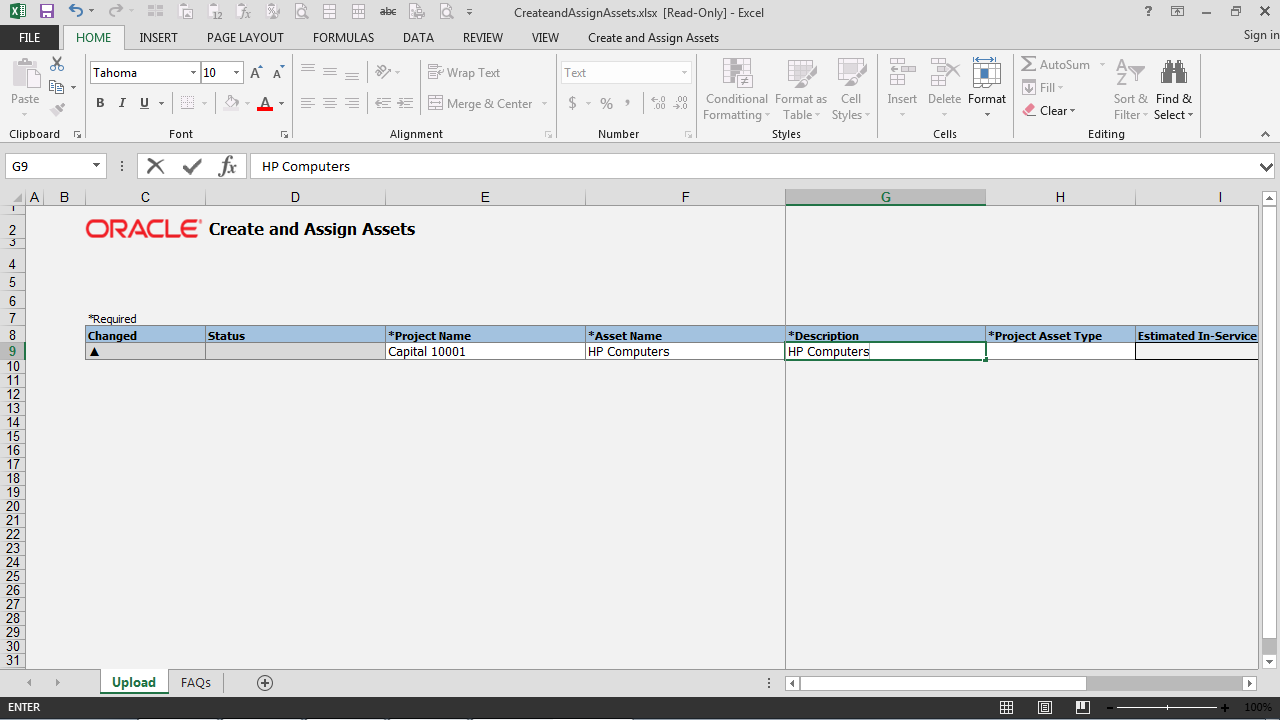 CreateandAssignAssets.xlsx [Read-Only] - Excel
FILE HOME INSERT PAGE LAYOUT FORMULAS DATA REVIEW VIEW Create and Assign Assets Sign in
Tahoma 10 Wrap Text Text AutoSum
Paste B I U A Merge & Center $ % , Conditional Formatting Format as Table Cell Styles Insert Delete Format Fill Clear Sort & Filter Find & Select
Clipboard Font Alignment Number Styles Cells Editing
G9 fx HP Computers
A B C D E F G H I
1
2 ORACLE Create and Assign Assets
3
4
5
6
7 *Required
8 Changed Status *Project Name *Asset Name *Description *Project Asset Type Estimated In-Service
9 ▲ Capital 10001 HP Computers HP Computers
10
11
12
13
14
15
16
17
18
19
20
21
22
23
24
25
26
27
28
29
30
31
Upload FAQs
ENTER 100%